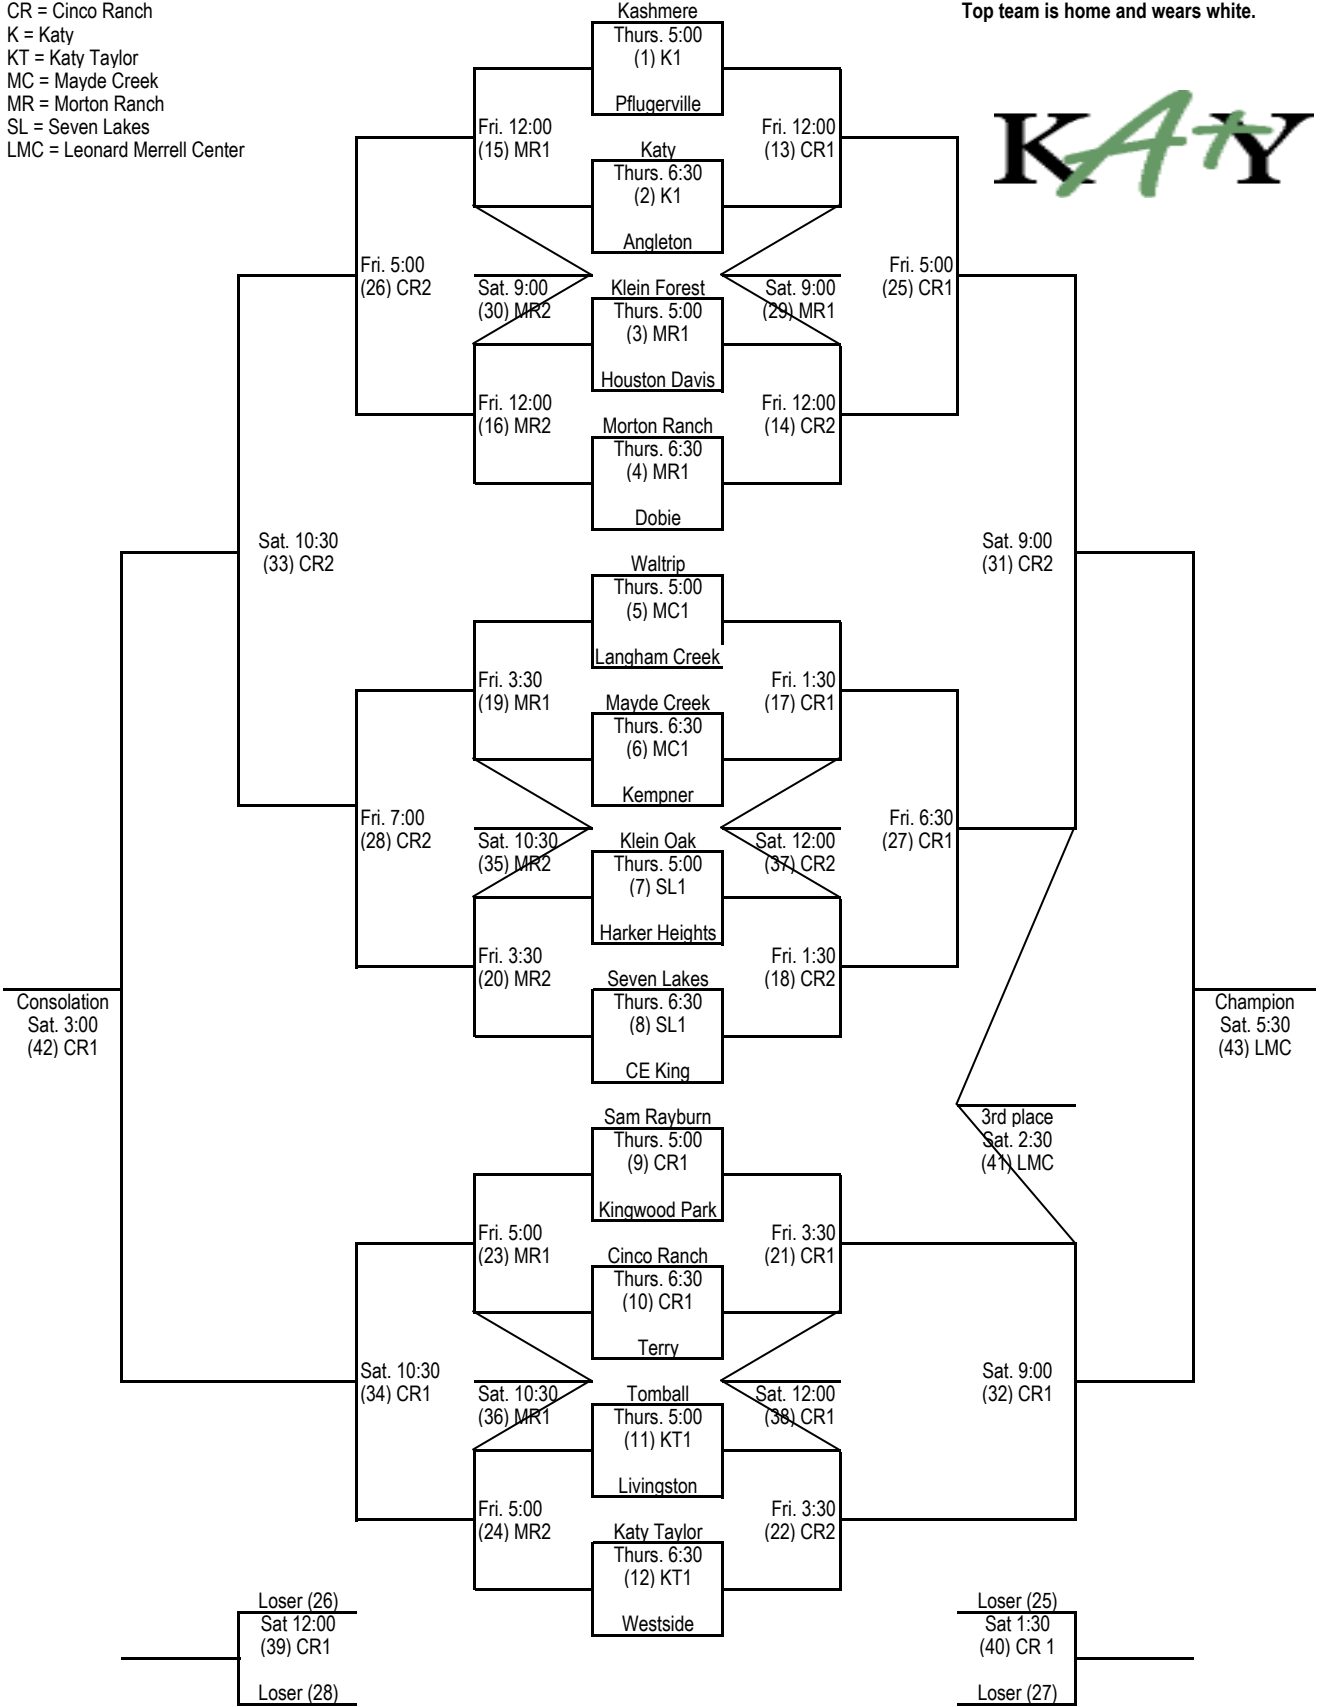 CR = Cinco Ranch
K = Katy
KT = Katy Taylor
MC = Mayde Creek
MR = Morton Ranch
SL = Seven Lakes
LMC = Leonard Merrell Center
Top team is home and wears white.
KAtY
Kashmere
Thurs. 5:00
(1) K1
Pflugerville
Fri. 12:00
(15) MR1
Fri. 12:00
(13) CR1
Katy
Thurs. 6:30
(2) K1
Angleton
Fri. 5:00
(26) CR2
Sat. 9:00
(30) MR2
Sat. 9:00
(29) MR1
Fri. 5:00
(25) CR1
Klein Forest
Thurs. 5:00
(3) MR1
Houston Davis
Fri. 12:00
(16) MR2
Fri. 12:00
(14) CR2
Morton Ranch
Thurs. 6:30
(4) MR1
Dobie
Sat. 10:30
(33) CR2
Sat. 9:00
(31) CR2
Waltrip
Thurs. 5:00
(5) MC1
Langham Creek
Fri. 3:30
(19) MR1
Fri. 1:30
(17) CR1
Mayde Creek
Thurs. 6:30
(6) MC1
Kempner
Fri. 7:00
(28) CR2
Sat. 10:30
(35) MR2
Sat. 12:00
(37) CR2
Fri. 6:30
(27) CR1
Klein Oak
Thurs. 5:00
(7) SL1
Harker Heights
Fri. 3:30
(20) MR2
Fri. 1:30
(18) CR2
Seven Lakes
Thurs. 6:30
(8) SL1
CE King
Consolation
Sat. 3:00
(42) CR1
Champion
Sat. 5:30
(43) LMC
Sam Rayburn
Thurs. 5:00
(9) CR1
Kingwood Park
3rd place
Sat. 2:30
(41) LMC
Fri. 5:00
(23) MR1
Fri. 3:30
(21) CR1
Cinco Ranch
Thurs. 6:30
(10) CR1
Terry
Sat. 10:30
(34) CR1
Sat. 10:30
(36) MR1
Sat. 12:00
(38) CR1
Sat. 9:00
(32) CR1
Tomball
Thurs. 5:00
(11) KT1
Livingston
Fri. 5:00
(24) MR2
Fri. 3:30
(22) CR2
Katy Taylor
Thurs. 6:30
(12) KT1
Westside
Loser (26)
Sat 12:00
(39) CR1
Loser (28)
Loser (25)
Sat 1:30
(40) CR 1
Loser (27)